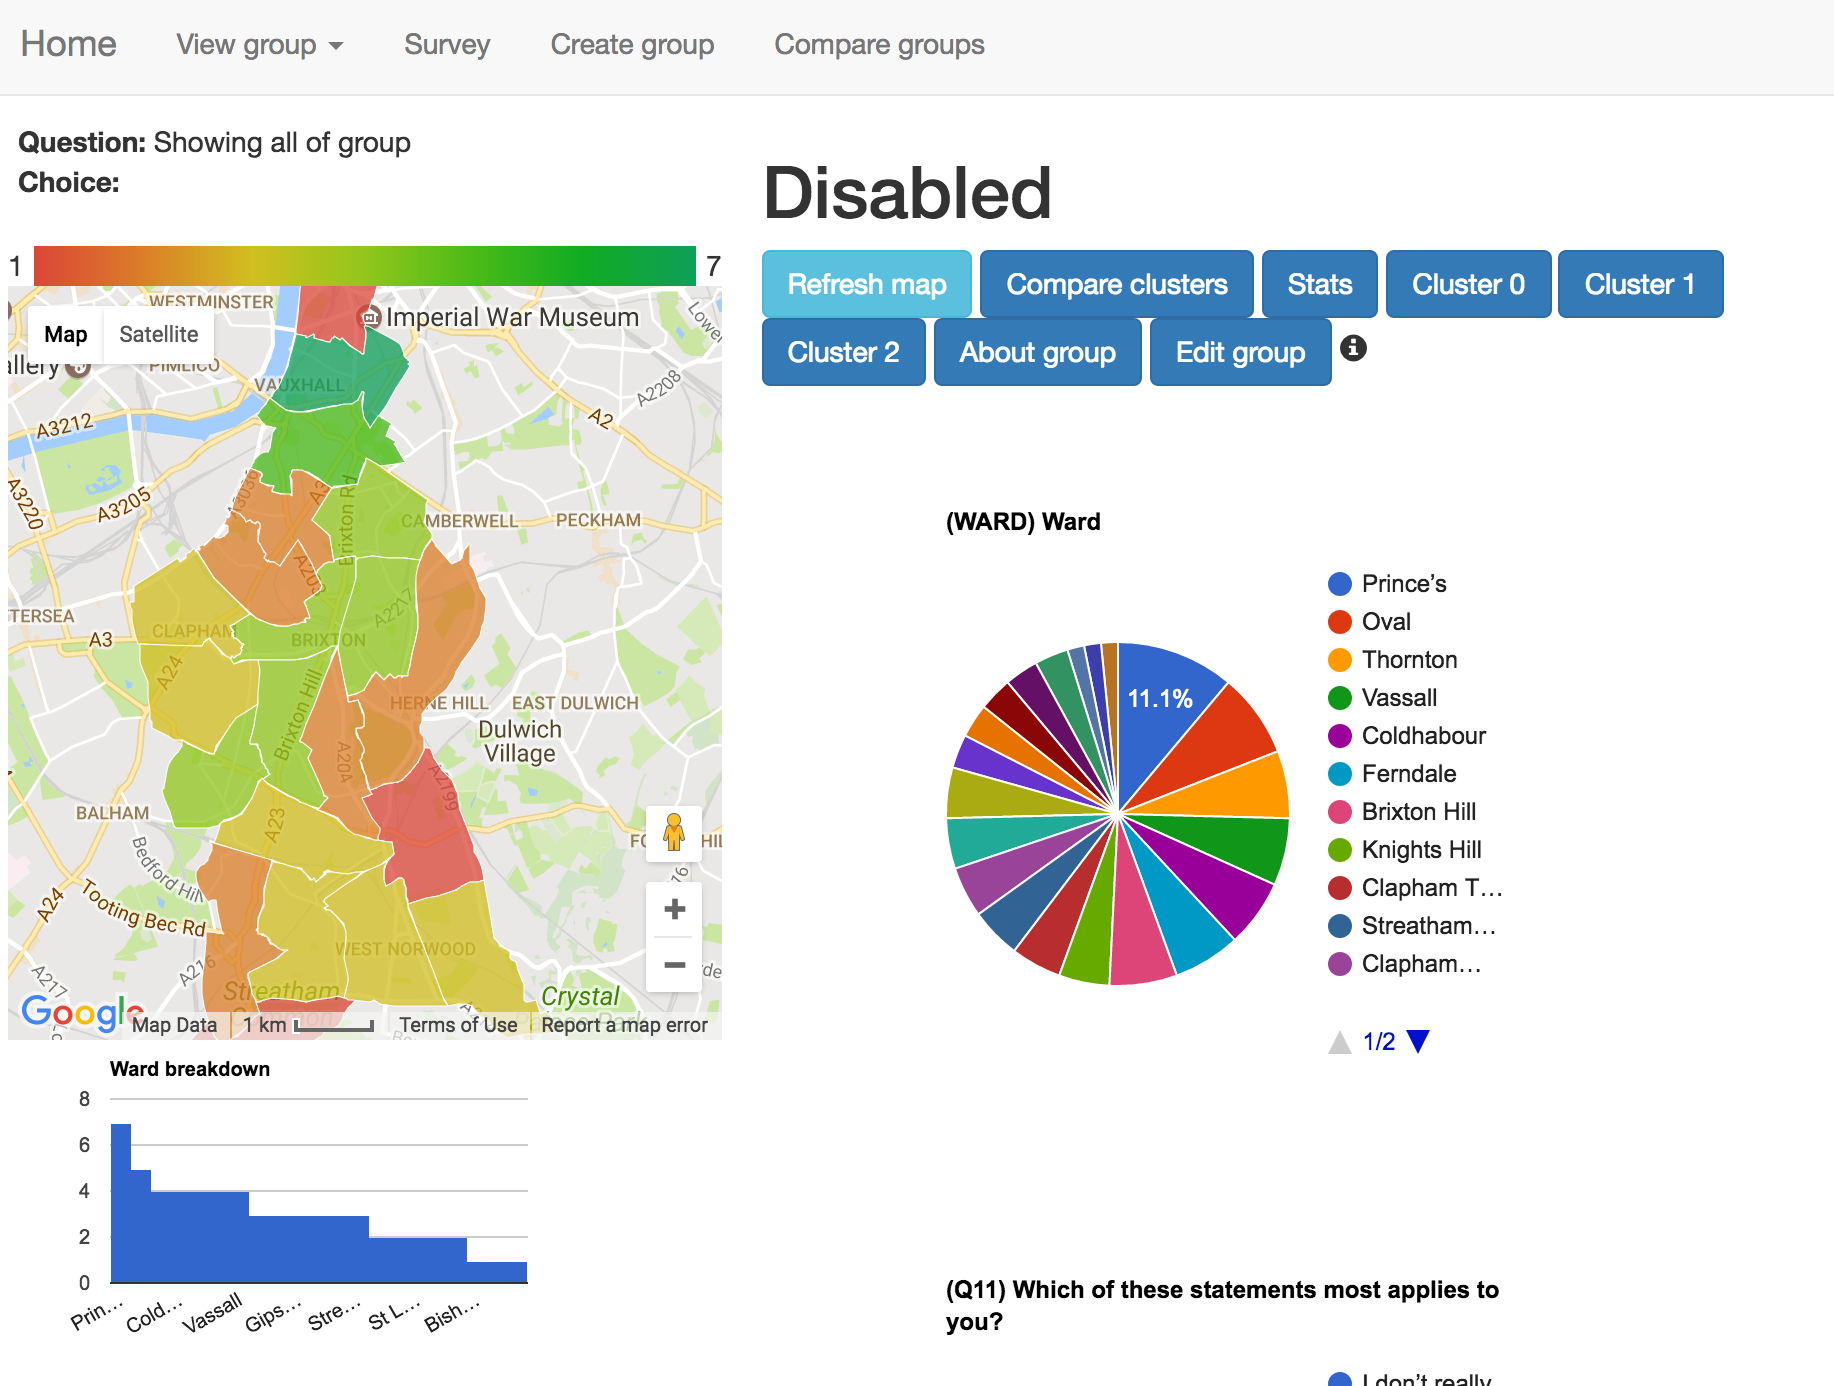 Home View group Survey Create group Compare groups
Question: Showing all of group
Choice:
1 7
Disabled
Refresh map Compare clusters Stats Cluster 0 Cluster 1
Cluster 2 About group Edit group
Map Satellite
WESTMINSTER
Imperial War Museum
PIMLICO
VAUXHALL
A3212
A2208
A2
A3220
A3205
A3036
Brixton Rd
CAMBERWELL
PECKHAM
A203
A2217
A3
CLAPHAM
BRIXTON
A24
Brixton Hill
HERNE HILL
EAST DULWICH
Dulwich
Village
A204
A2199
BALHAM
A23
Bedford Hill
A24
Tooting Bec Rd
WEST NORWOOD
A216
A217
Streatham
Crystal
Google
Map Data 1 km Terms of Use Report a map error
Ward breakdown
8
6
4
2
0
Prin…
Cold…
Vassall
Gips…
Stre…
St L…
Bish…
(WARD) Ward
11.1%
Prince’s
Oval
Thornton
Vassall
Coldhabour
Ferndale
Brixton Hill
Knights Hill
Clapham T…
Streatham…
Clapham…
1/2
(Q11) Which of these statements most applies to
you?
I don’t really